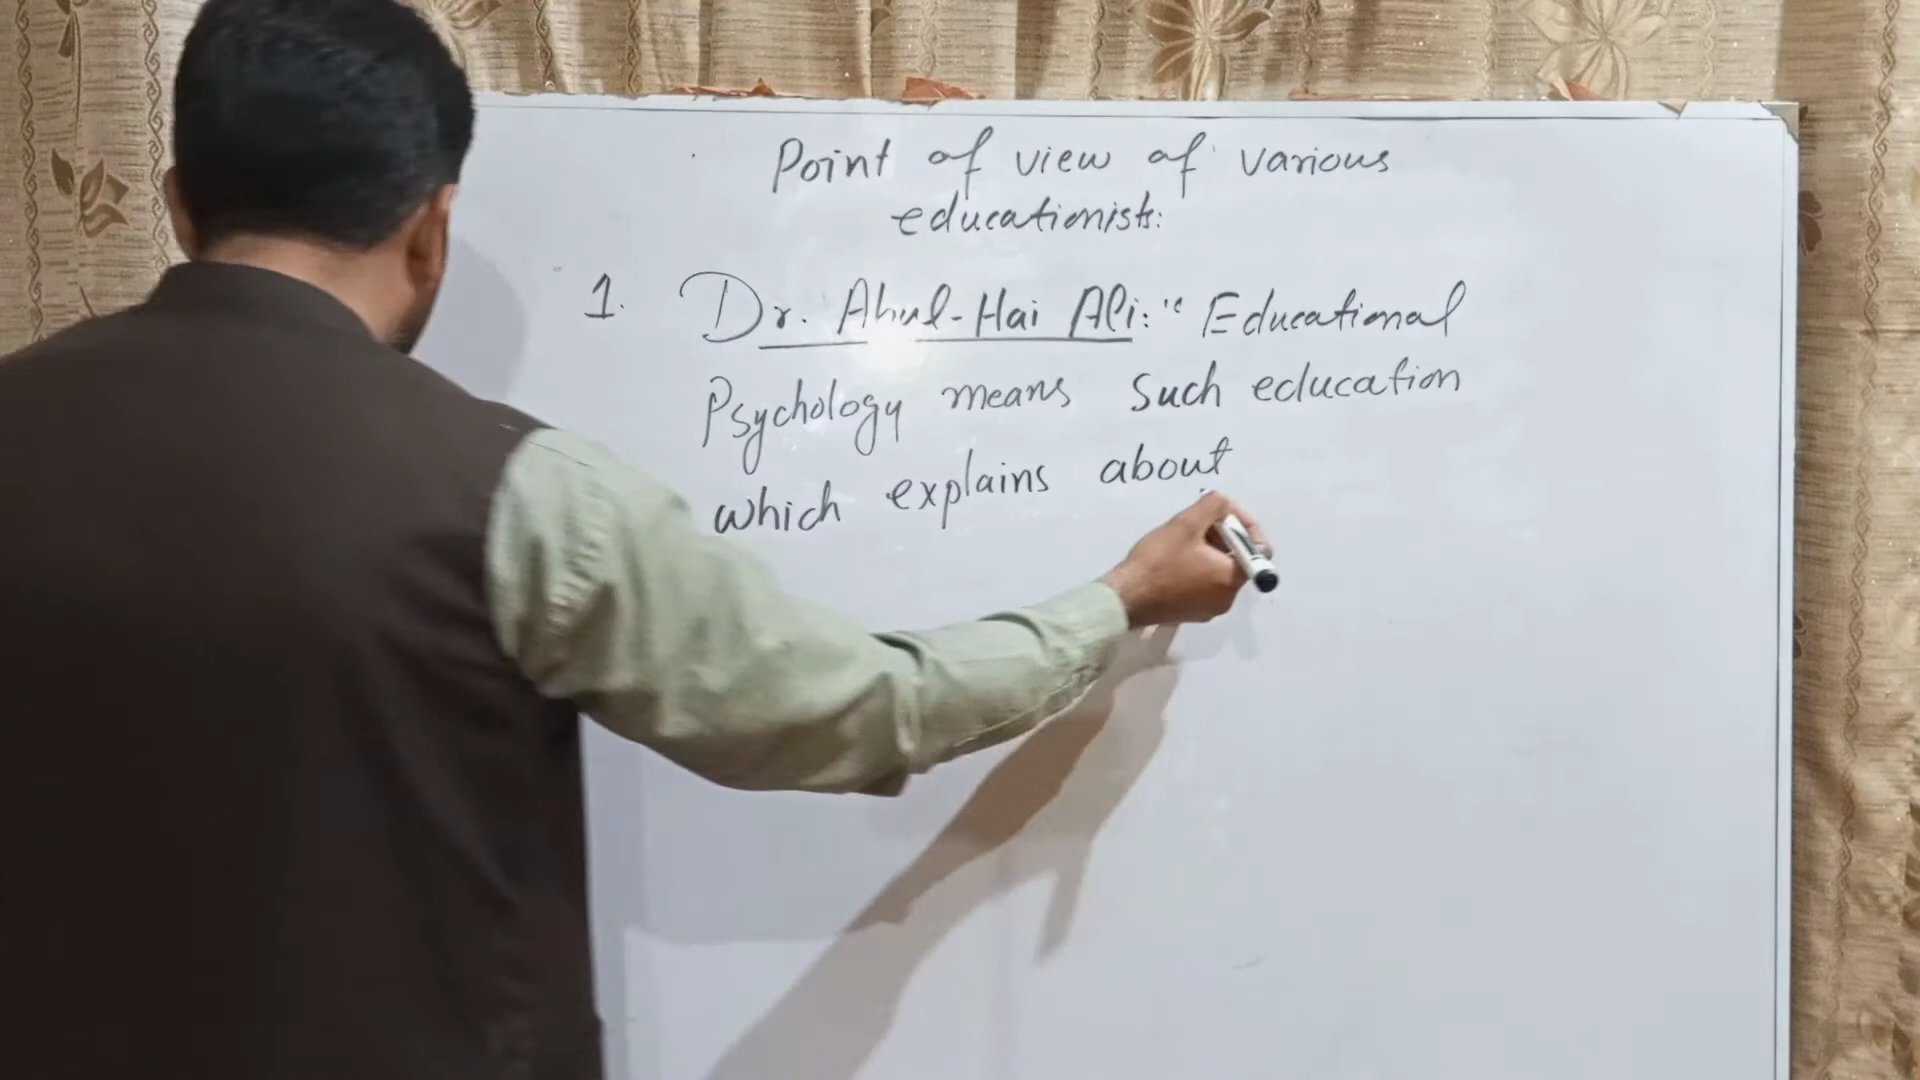 Point of view of various
educationists:
1. Dr. Abul-Hai Ali: "Educational
Psychology means such education
which explains about